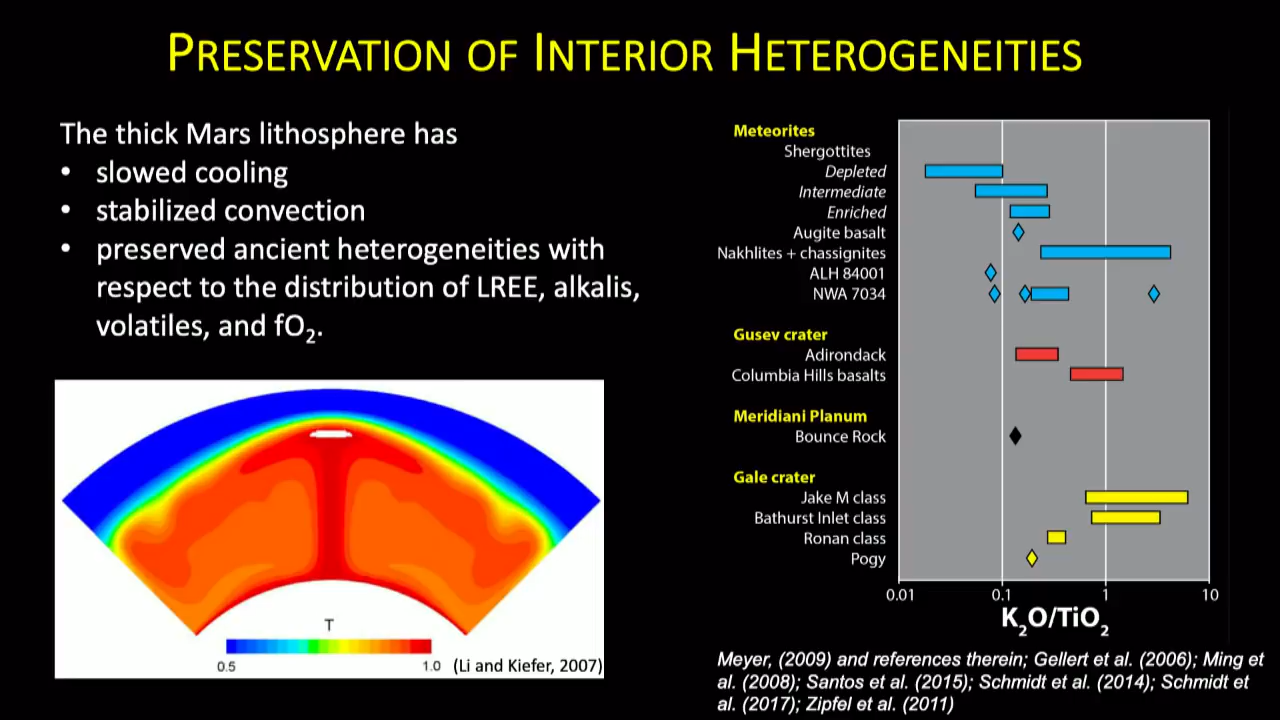 PRESERVATION OF INTERIOR HETEROGENEITIES
The thick Mars lithosphere has
• slowed cooling
• stabilized convection
• preserved ancient heterogeneities with
respect to the distribution of LREE, alkalis,
volatiles, and fO₂.
T
0.5
1.0
(Li and Kiefer, 2007)
Meteorites
Shergottites
Depleted
Intermediate
Enriched
Augite basalt
Nakhlites + chassignites
ALH 84001
NWA 7034
Gusev crater
Adirondack
Columbia Hills basalts
Meridiani Planum
Bounce Rock
Gale crater
Jake M class
Bathurst Inlet class
Ronan class
Pogy
0.01
0.1
1
10
K₂O/TiO₂
Meyer, (2009) and references therein; Gellert et al. (2006); Ming et
al. (2008); Santos et al. (2015); Schmidt et al. (2014); Schmidt et
al. (2017); Zipfel et al. (2011)